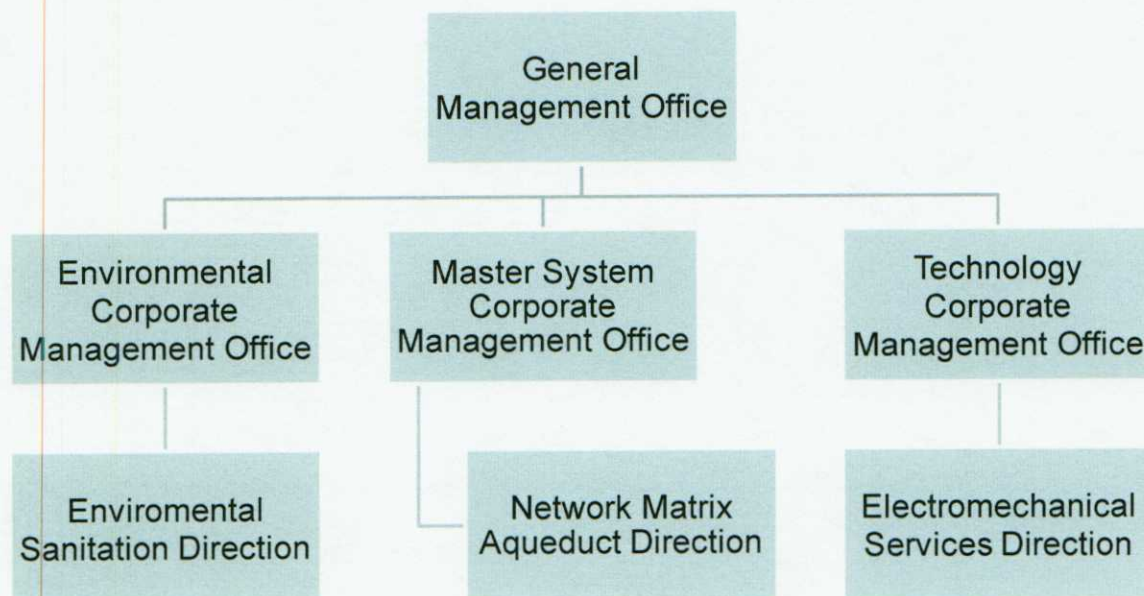 General
Management Office
Environmental
Corporate
Management Office
Master System
Corporate
Management Office
Technology
Corporate
Management Office
Enviromental
Sanitation Direction
Network Matrix
Aqueduct Direction
Electromechanical
Services Direction